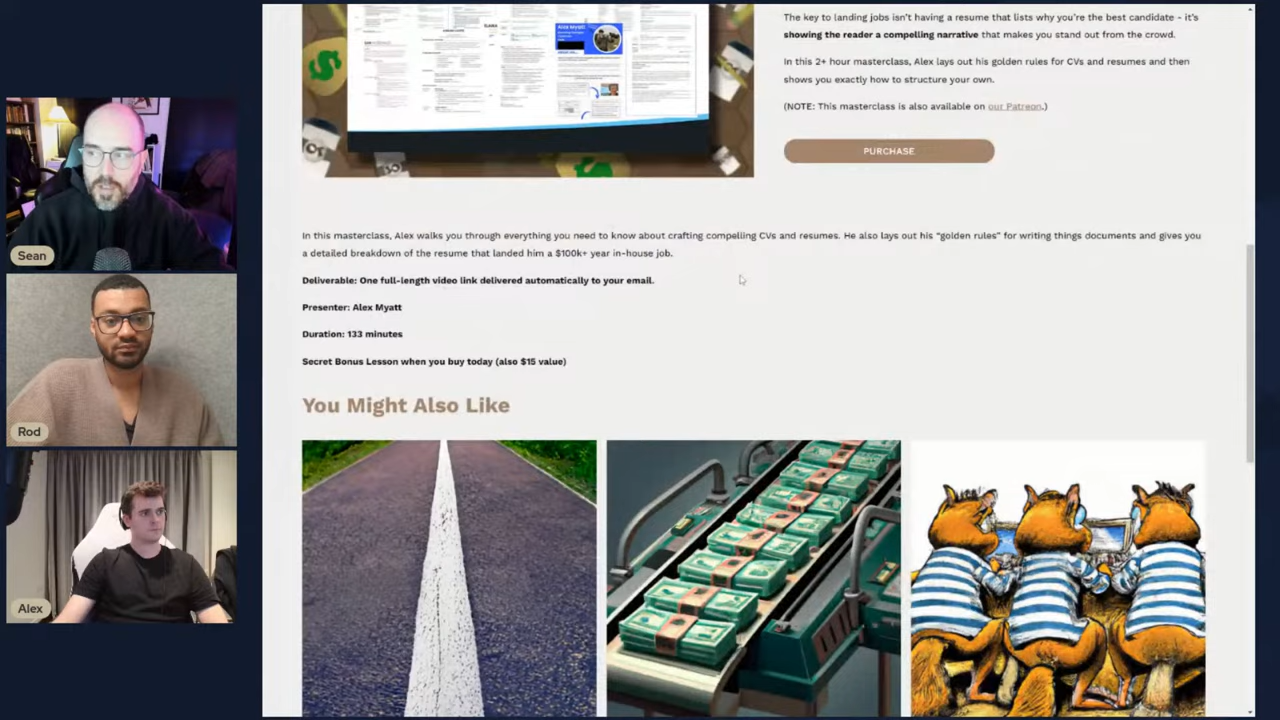 The key to landing jobs isn't having a resume that lists why you're the best candidate - it's
showing the reader a compelling narrative that makes you stand out from the crowd.
In this 2+ hour masterclass, Alex lays out his golden rules for CVs and resumes and then
shows you exactly how to structure your own.
(NOTE: This masterclass is also available on our Patreon.)
PURCHASE
In this masterclass, Alex walks you through everything you need to know about crafting compelling CVs and resumes. He also lays out his "golden rules" for writing things documents and gives you
a detailed breakdown of the resume that landed him a $100k+ year in-house job.
Deliverable: One full-length video link delivered automatically to your email.
Presenter: Alex Myatt
Duration: 133 minutes
Secret Bonus Lesson when you buy today (also $15 value)
You Might Also Like
Sean
Rod
Alex